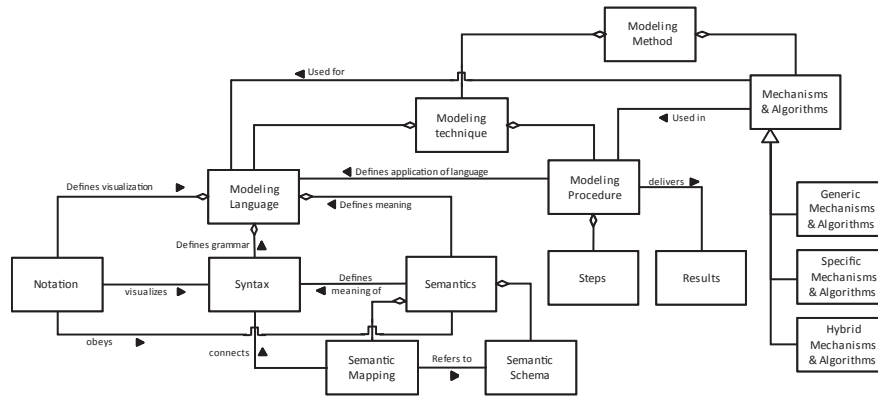 Modeling
Method
Used for
Mechanisms
& Algorithms
Modeling
technique
Used in
Defines application of language
Modeling
Language
Defines visualization
Modeling
Procedure
delivers
Defines meaning
Generic
Mechanisms
& Algorithms
Defines grammar
Notation
visualizes
Syntax
Defines
meaning of
Semantics
Steps
Results
Specific
Mechanisms
& Algorithms
obeys
connects
Semantic
Mapping
Refers to
Semantic
Schema
Hybrid
Mechanisms
& Algorithms